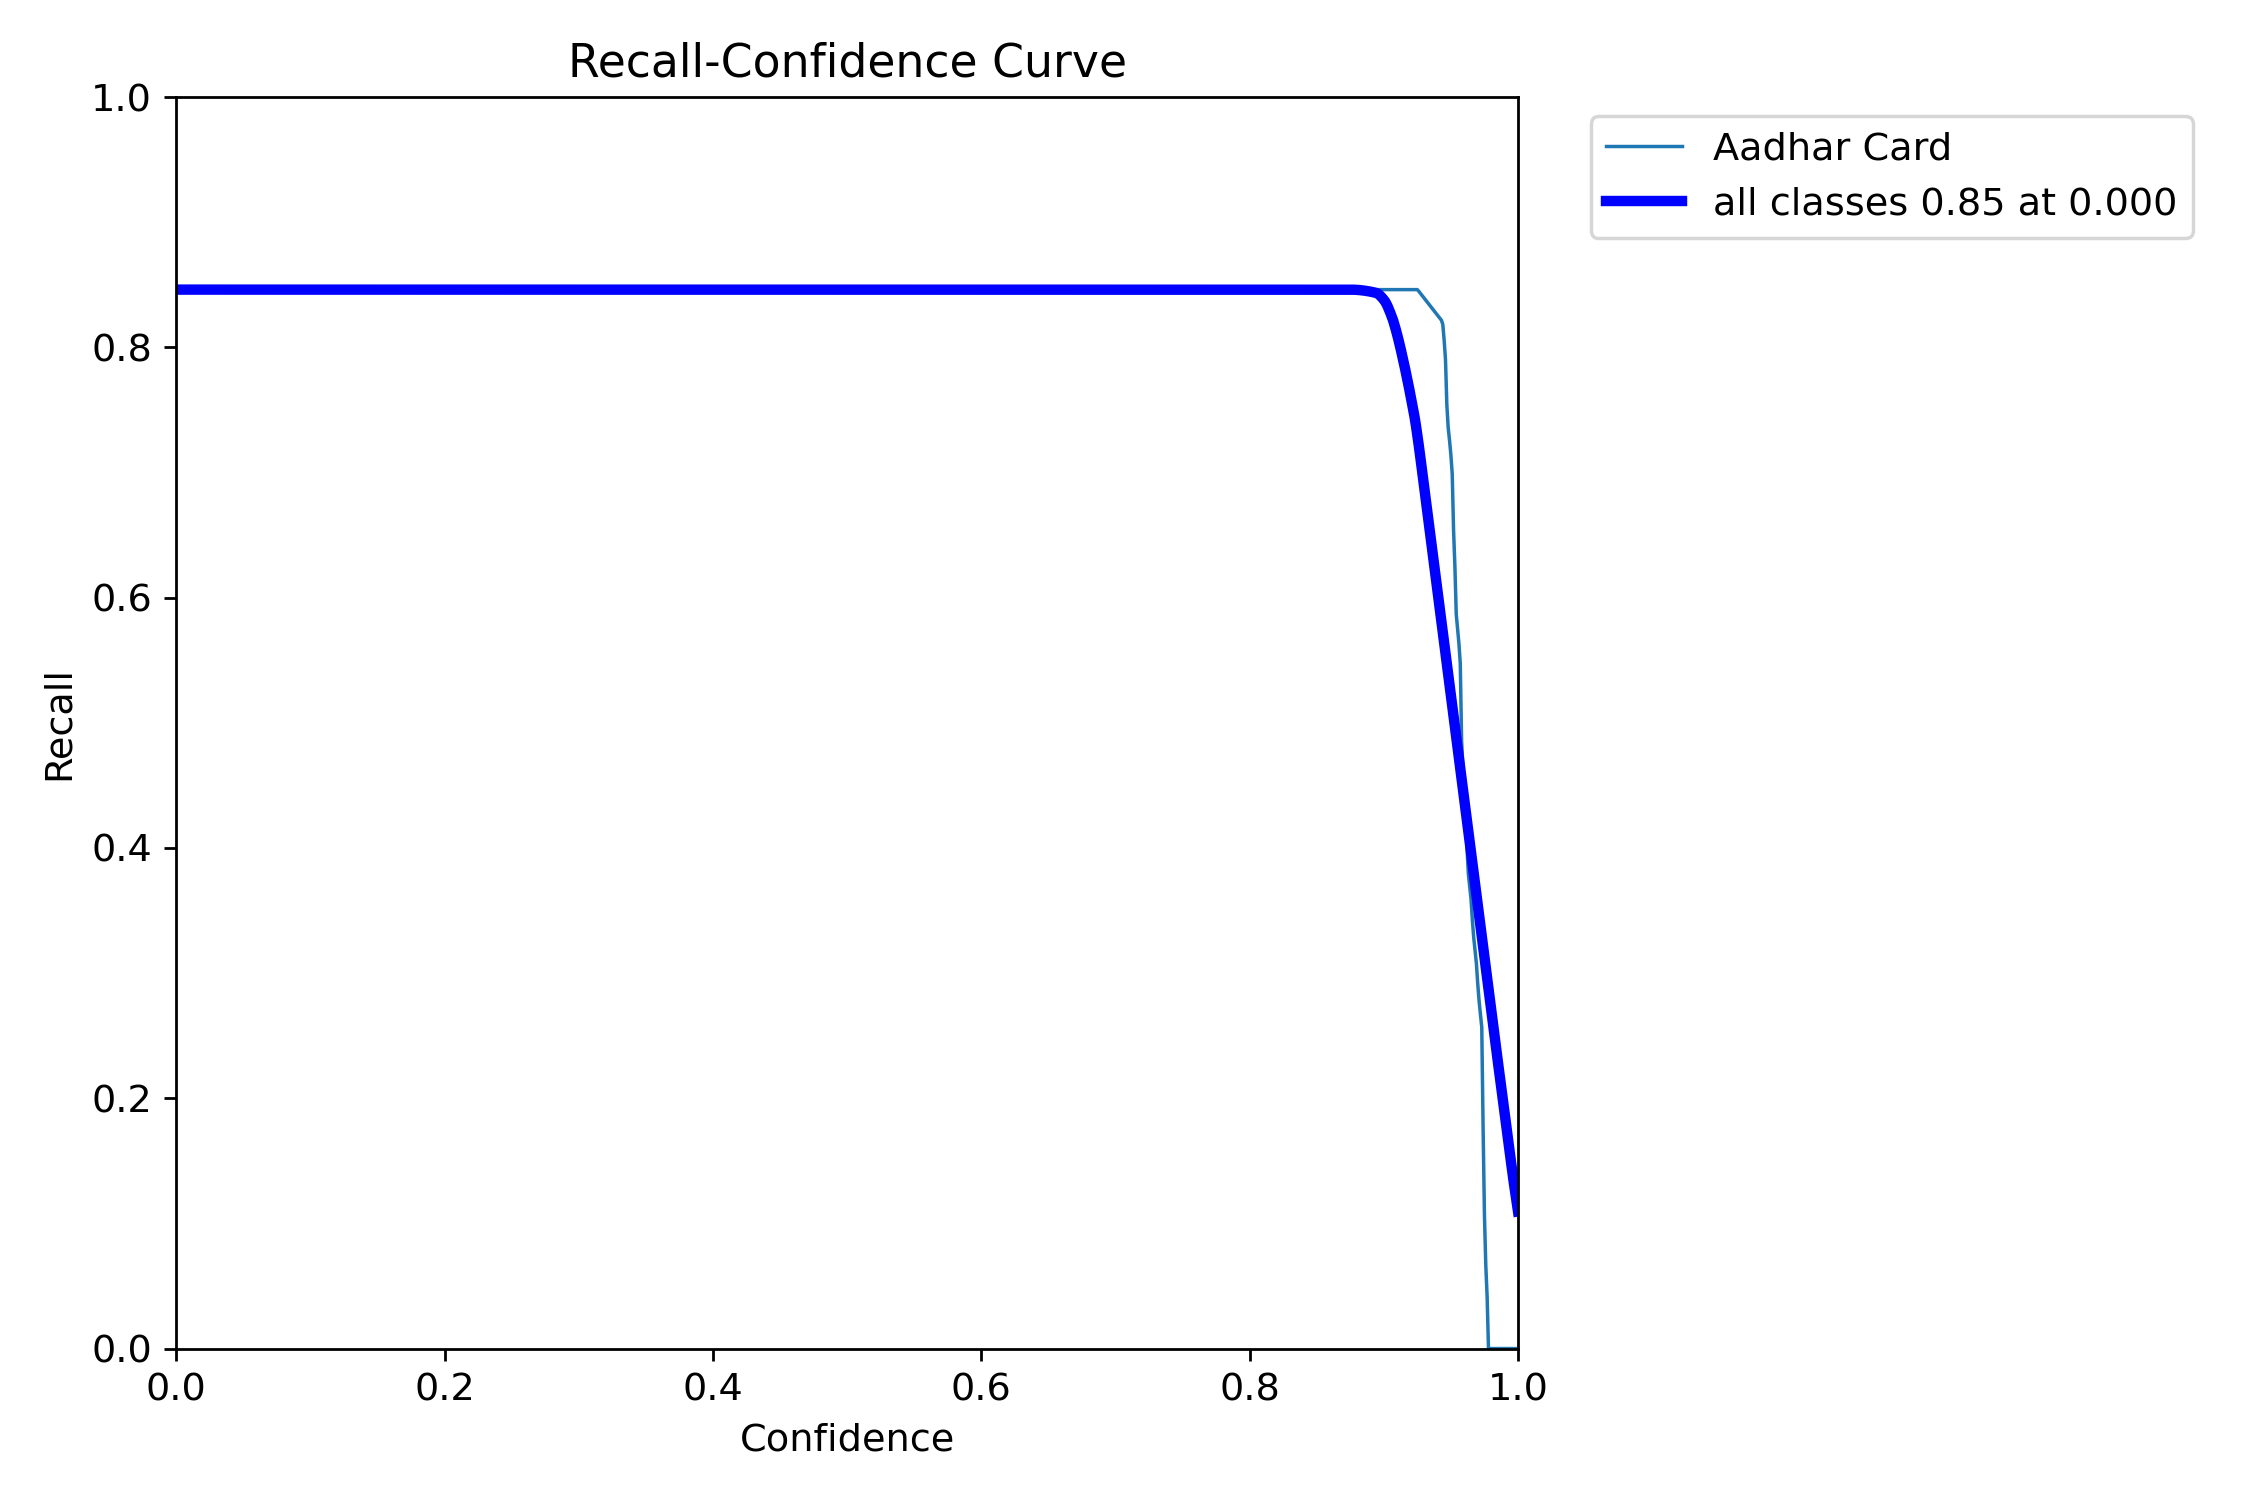 Recall-Confidence Curve
Aadhar Card
all classes 0.85 at 0.000
1.0
0.8
0.6
0.4
0.2
0.0
Recall
0.0 0.2 0.4 0.6 0.8 1.0
Confidence